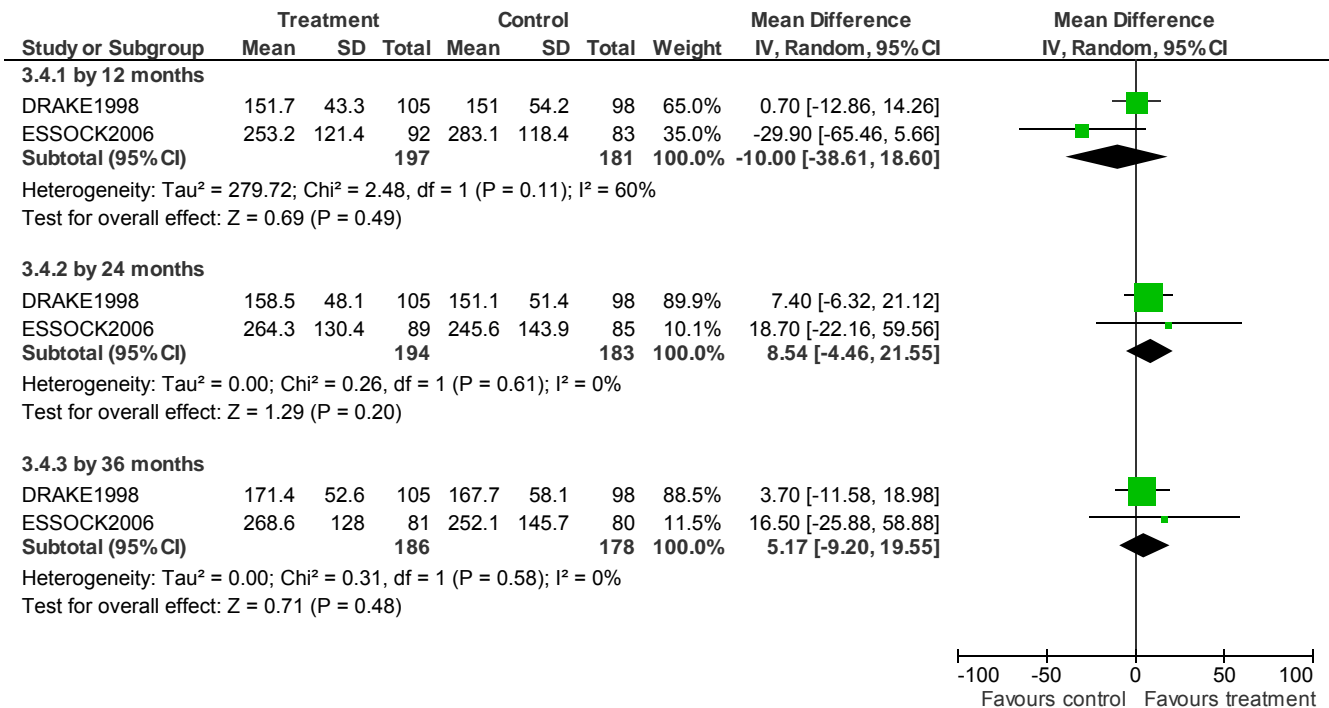 Treatment Control Mean Difference Mean Difference
Study or Subgroup Mean SD Total Mean SD Total Weight IV, Random, 95% CI IV, Random, 95% CI
3.4.1 by 12 months
DRAKE1998 151.7 43.3 105 151 54.2 98 65.0% 0.70 [-12.86, 14.26]
ESSOCK2006 253.2 121.4 92 283.1 118.4 83 35.0% -29.90 [-65.46, 5.66]
Subtotal (95% CI) 197 181 100.0% -10.00 [-38.61, 18.60]
Heterogeneity: Tau² = 279.72; Chi² = 2.48, df = 1 (P = 0.11); I² = 60%
Test for overall effect: Z = 0.69 (P = 0.49)
3.4.2 by 24 months
DRAKE1998 158.5 48.1 105 151.1 51.4 98 89.9% 7.40 [-6.32, 21.12]
ESSOCK2006 264.3 130.4 89 245.6 143.9 85 10.1% 18.70 [-22.16, 59.56]
Subtotal (95% CI) 194 183 100.0% 8.54 [-4.46, 21.55]
Heterogeneity: Tau² = 0.00; Chi² = 0.26, df = 1 (P = 0.61); I² = 0%
Test for overall effect: Z = 1.29 (P = 0.20)
3.4.3 by 36 months
DRAKE1998 171.4 52.6 105 167.7 58.1 98 88.5% 3.70 [-11.58, 18.98]
ESSOCK2006 268.6 128 81 252.1 145.7 80 11.5% 16.50 [-25.88, 58.88]
Subtotal (95% CI) 186 178 100.0% 5.17 [-9.20, 19.55]
Heterogeneity: Tau² = 0.00; Chi² = 0.31, df = 1 (P = 0.58); I² = 0%
Test for overall effect: Z = 0.71 (P = 0.48)
-100 -50 0 50 100
Favours control Favours treatment